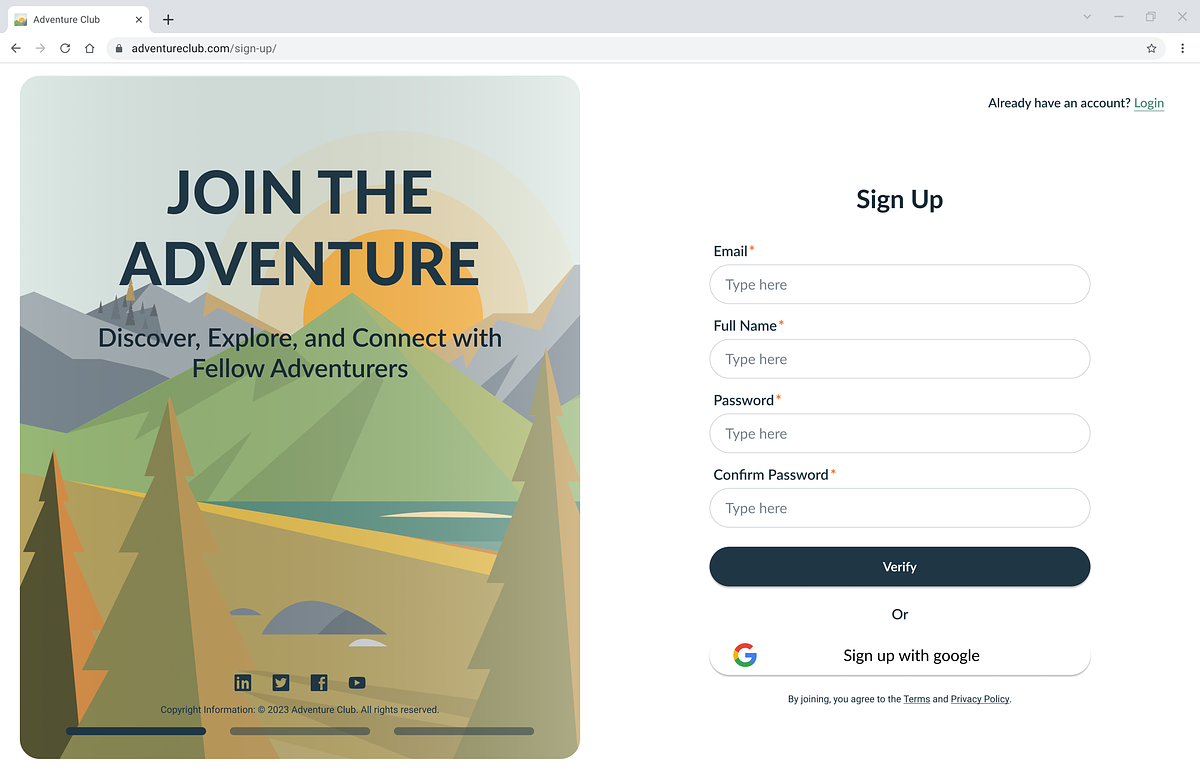 Adventure Club
adventureclub.com/sign-up/
JOIN THE
ADVENTURE
Discover, Explore, and Connect with
Fellow Adventurers
in
Copyright Information: © 2023 Adventure Club. All rights reserved.
Already have an account? Login
Sign Up
Email*
Type here
Full Name*
Type here
Password*
Type here
Confirm Password*
Type here
Verify
Or
Sign up with google
By joining, you agree to the Terms and Privacy Policy.